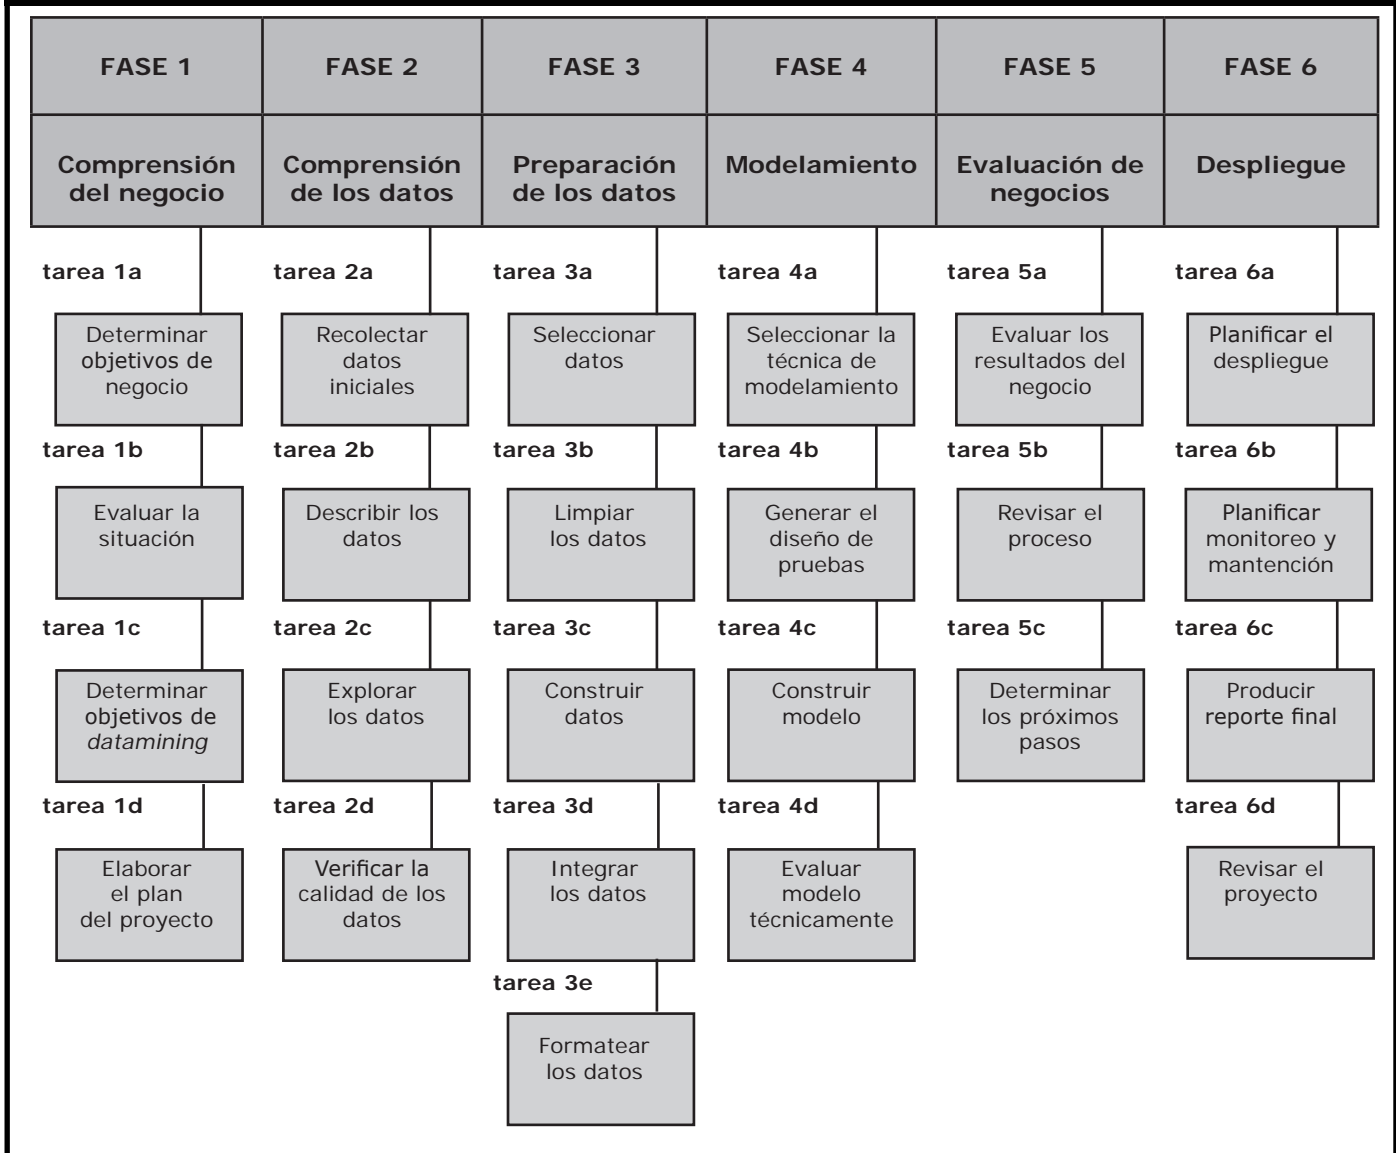 FASE 1
FASE 2
FASE 3
FASE 4
FASE 5
FASE 6
Comprensión
del negocio
Comprensión
de los datos
Preparación
de los datos
Modelamiento
Evaluación de
negocios
Despliegue
tarea 1a
tarea 2a
tarea 3a
tarea 4a
tarea 5a
tarea 6a
Determinar
objetivos de
negocio
Recolectar
datos
iniciales
Seleccionar
datos
Seleccionar la
técnica de
modelamiento
Evaluar los
resultados del
negocio
Planificar el
despliegue
tarea 1b
tarea 2b
tarea 3b
tarea 4b
tarea 5b
tarea 6b
Evaluar la
situación
Describir los
datos
Limpiar
los datos
Generar el
diseño de
pruebas
Revisar el
proceso
Planificar
monitoreo y
mantención
tarea 1c
tarea 2c
tarea 3c
tarea 4c
tarea 5c
tarea 6c
Determinar
objetivos de
datamining
Explorar
los datos
Construir
datos
Construir
modelo
Determinar
los próximos
pasos
Producir
reporte final
tarea 1d
tarea 2d
tarea 3d
tarea 4d
tarea 6d
Elaborar
el plan
del proyecto
Verificar la
calidad de los
datos
Integrar
los datos
Evaluar
modelo
técnicamente
Revisar el
proyecto
tarea 3e
Formatear
los datos